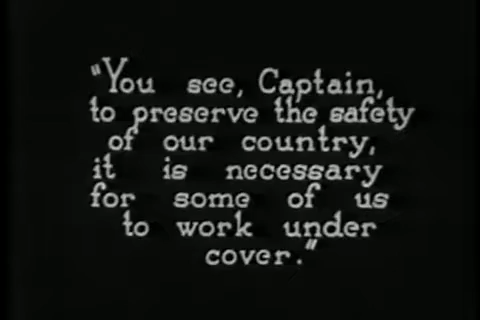 "You see, Captain,
to preserve the safety
of our country,
it is necessary
for some of us
to work under
cover."